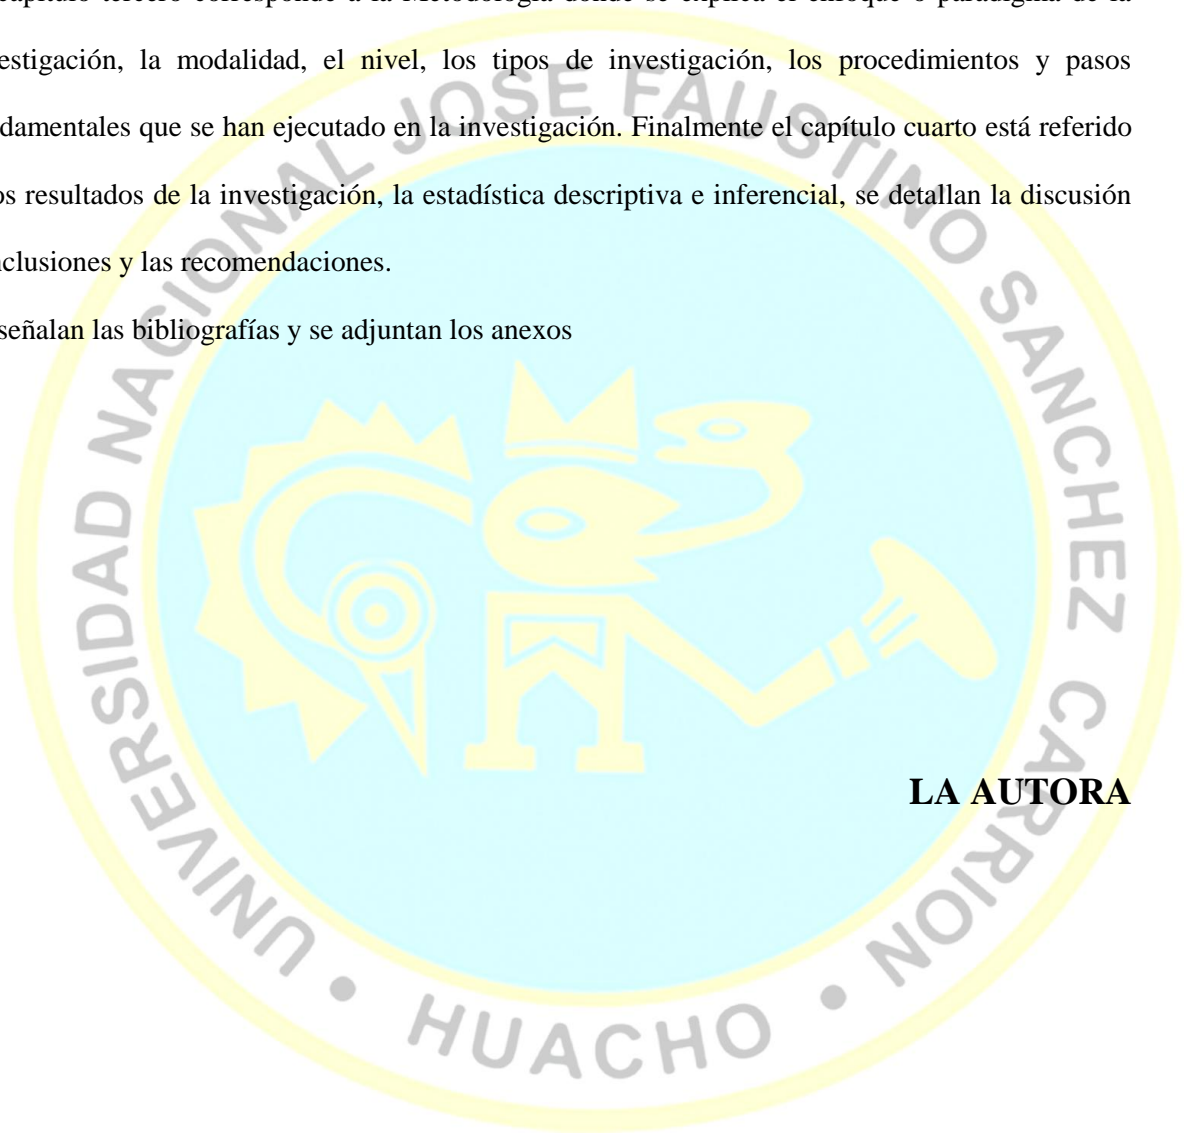 capítulo tercero corresponde a la Metodología donde se explica el enfoque o paradigma de la
estigación, la modalidad, el nivel, los tipos de investigación, los procedimientos y pasos
damentales que se han ejecutado en la investigación. Finalmente el capítulo cuarto está referido
os resultados de la investigación, la estadística descriptiva e inferencial, se detallan la discusión
nclusiones y las recomendaciones.
señalan las bibliografías y se adjuntan los anexos
LA AUTORA
UNIVERSIDAD NACIONAL JOSE FAUSTINO SANCHEZ CARRION • HUACHO •